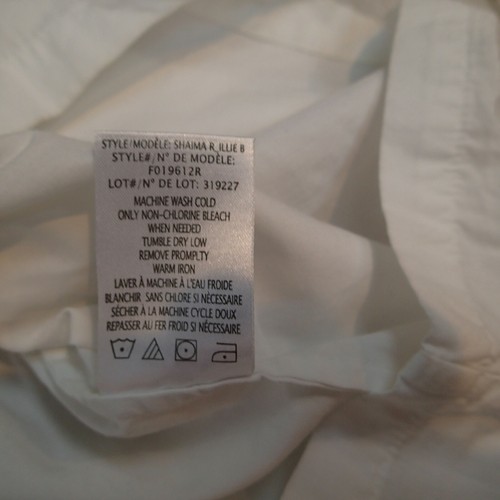 STYLE/MODÈLE: SHAIMA R_ILLIE B
STYLE#/N° DE MODÈLE:
F019612R
LOT#/N° DE LOT: 319227
MACHINE WASH COLD
ONLY NON-CHLORINE BLEACH
WHEN NEEDED
TUMBLE DRY LOW
REMOVE PROMPLTY
WARM IRON
LAVER À MACHINE À L'EAU FROIDE
BLANCHIR SANS CHLORE SI NÉCESSAIRE
SÉCHER À LA MACHINE CYCLE DOUX
REPASSER AU FER FROID SI NÉCESSAIRE